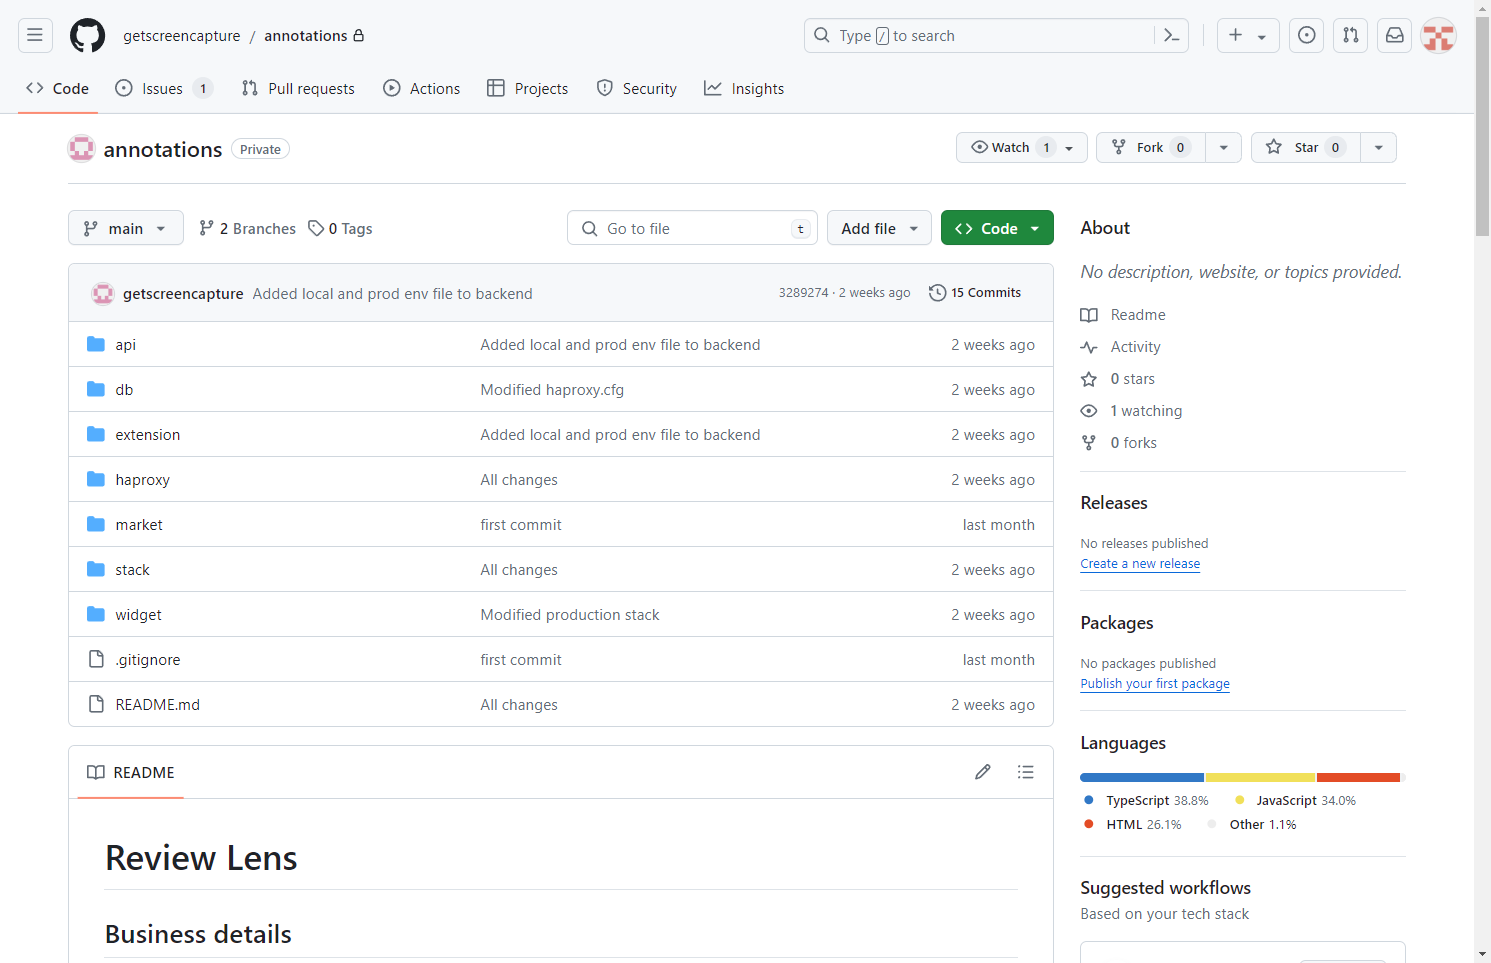 getscreencapture / annotations
Type / to search
Code
Issues 1
Pull requests
Actions
Projects
Security
Insights
annotations Private
Watch 1
Fork 0
Star 0
main
2 Branches
0 Tags
Go to file t
Add file
Code
getscreencapture Added local and prod env file to backend 3289274 · 2 weeks ago 15 Commits
api Added local and prod env file to backend 2 weeks ago
db Modified haproxy.cfg 2 weeks ago
extension Added local and prod env file to backend 2 weeks ago
haproxy All changes 2 weeks ago
market first commit last month
stack All changes 2 weeks ago
widget Modified production stack 2 weeks ago
.gitignore first commit last month
README.md All changes 2 weeks ago
README
Review Lens
Business details
About
No description, website, or topics provided.
Readme
Activity
0 stars
1 watching
0 forks
Releases
No releases published
Create a new release
Packages
No packages published
Publish your first package
Languages
TypeScript 38.8% JavaScript 34.0%
HTML 26.1% Other 1.1%
Suggested workflows
Based on your tech stack